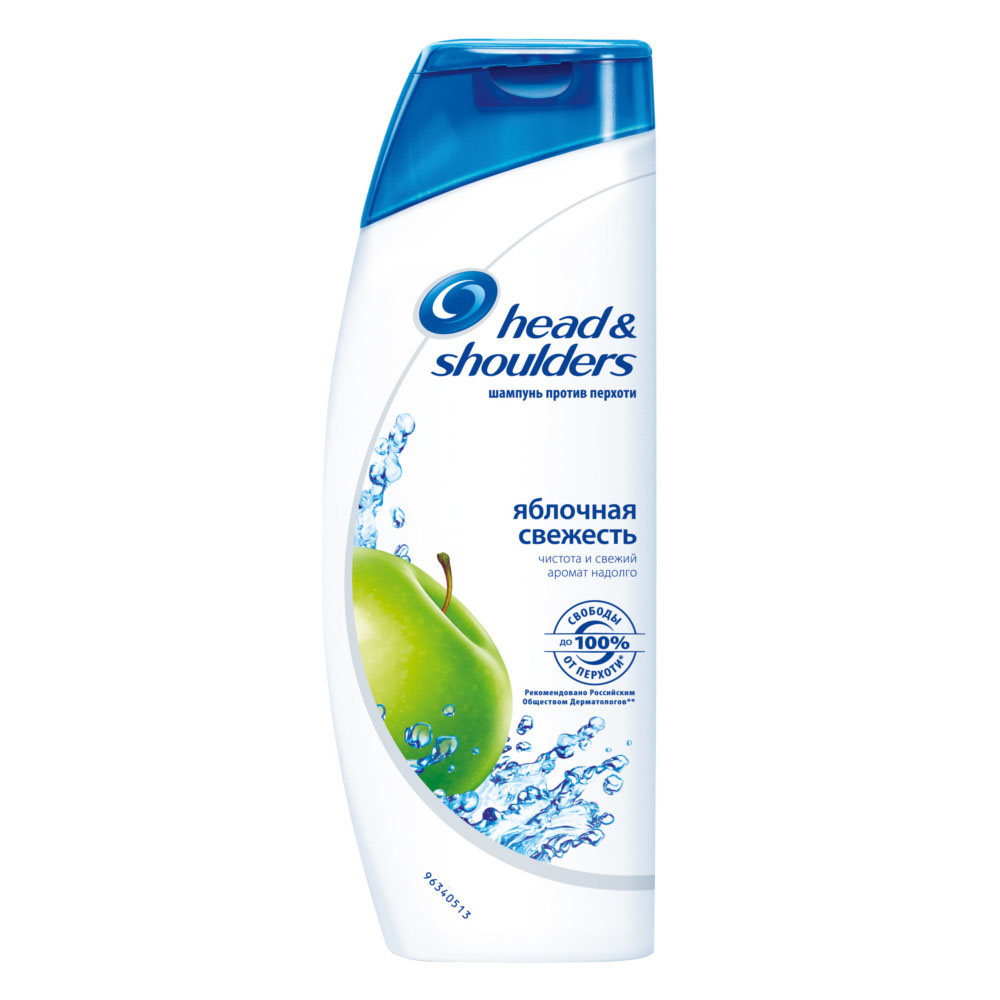 head &
shoulders
шампунь против перхоти
яблочная
свежесть
чистота и свежий
аромат надолго
СВОБОДЫ
ДО 100%
ОТ ПЕРХОТИ*
Рекомендовано Российским
Обществом Дерматологов**
96340513